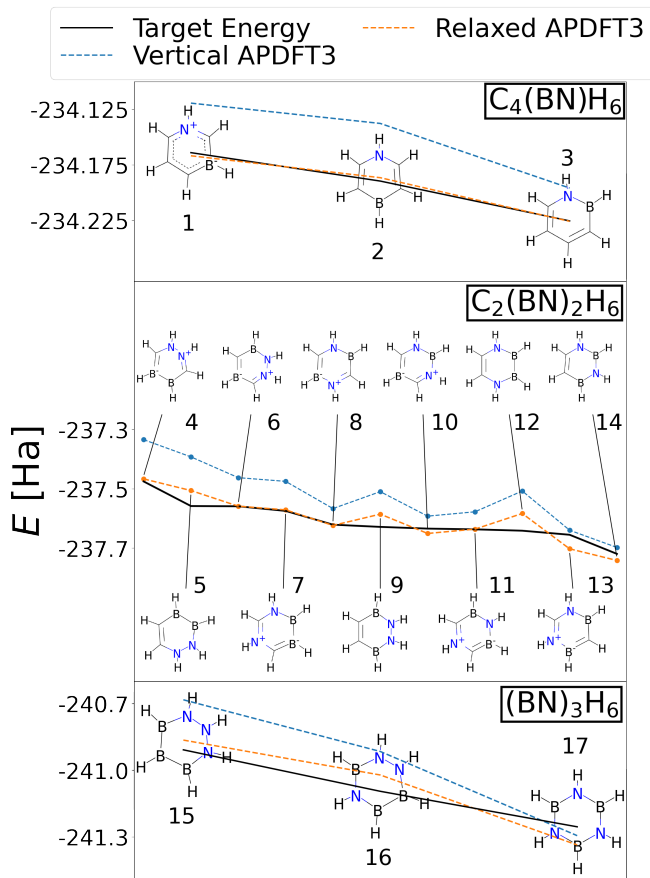 Target Energy
Relaxed APDFT3
Vertical APDFT3
C4(BN)H6
-234.125
-234.175
-234.225
1
2
3
H
N+
H
H
H
B-
H
H
H
N
H
H
H
B
H
H
H
N
B
H
H
H
H
H
C2(BN)2H6
E [Ha]
-237.3
-237.5
-237.7
4
6
8
10
12
14
5
7
9
11
13
(BN)3H6
-240.7
-241.0
-241.3
15
16
17